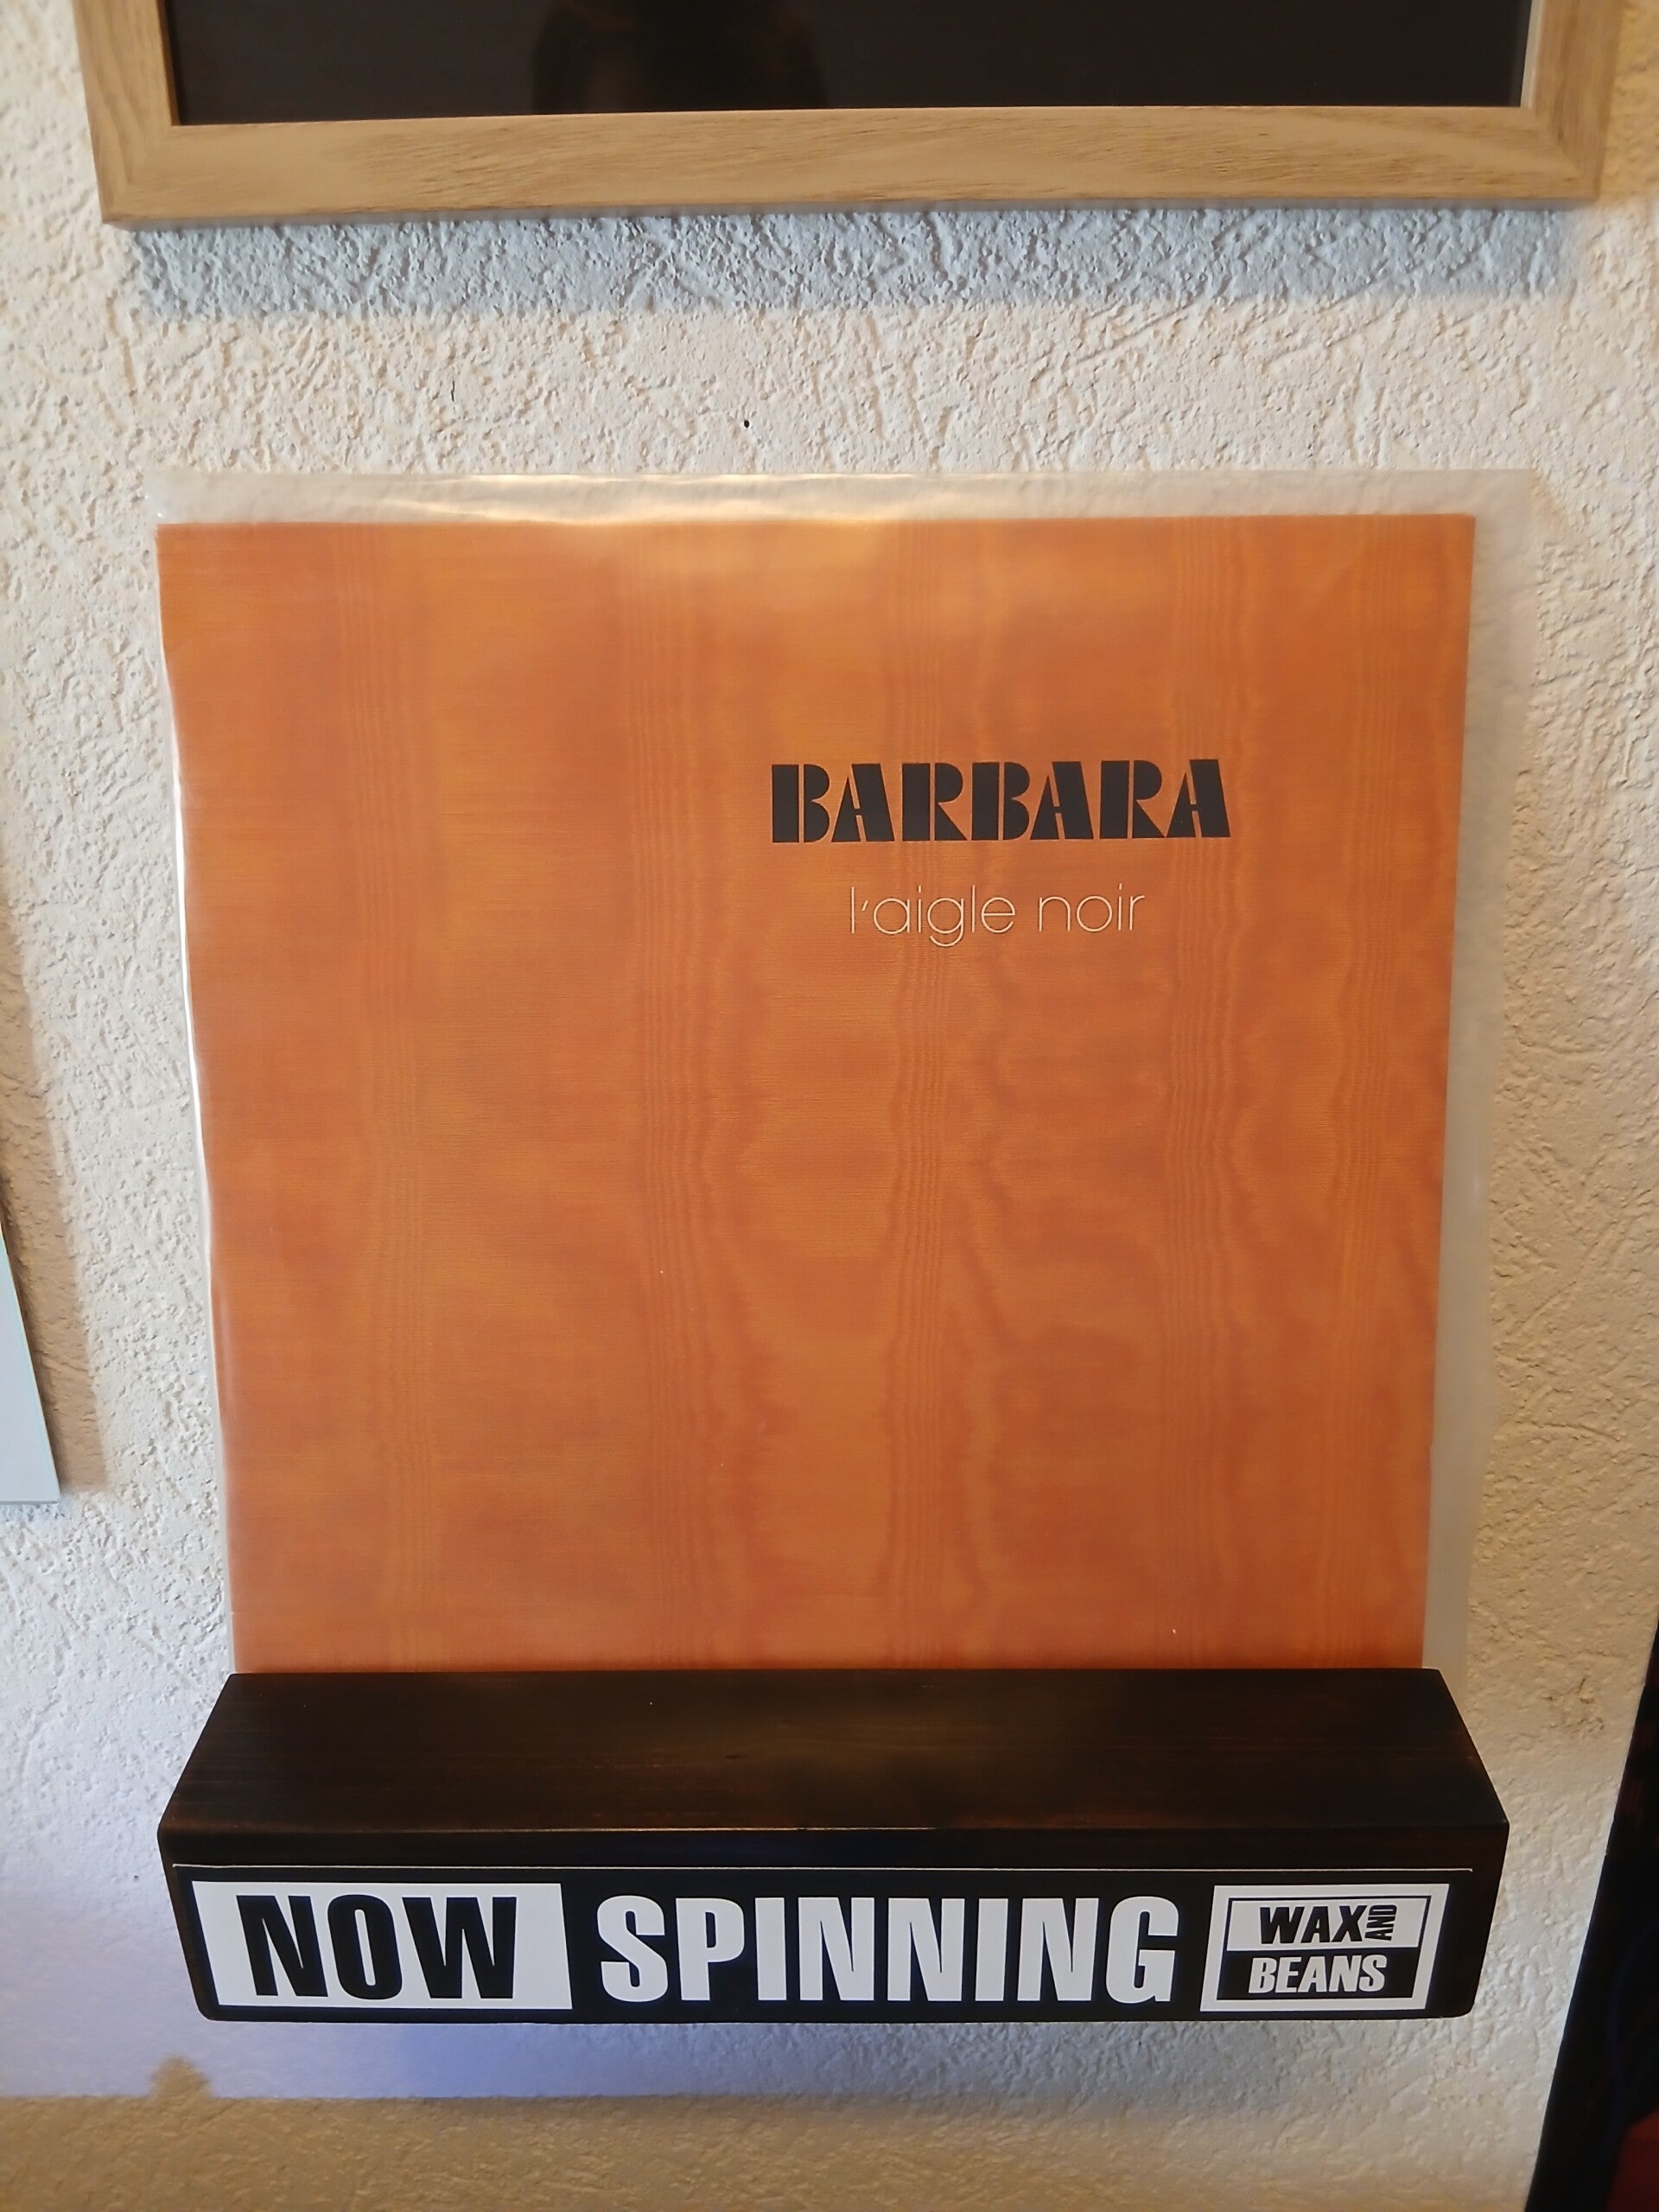 BARBARA
l'aigle noir
NOW SPINNING
WAX AND
BEANS